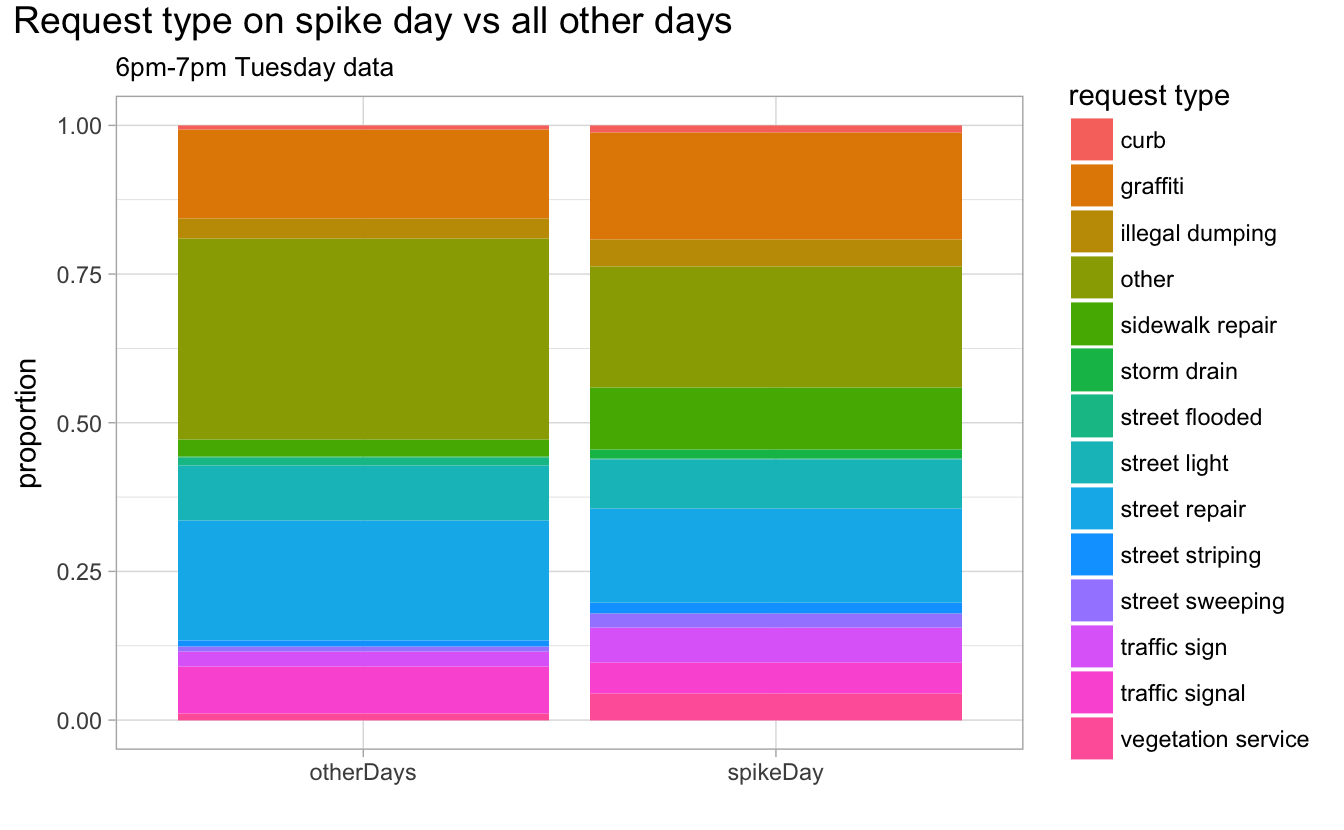 Request type on spike day vs all other days
6pm-7pm Tuesday data
proportion
1.00
0.75
0.50
0.25
0.00
otherDays
spikeDay
request type
curb
graffiti
illegal dumping
other
sidewalk repair
storm drain
street flooded
street light
street repair
street striping
street sweeping
traffic sign
traffic signal
vegetation service